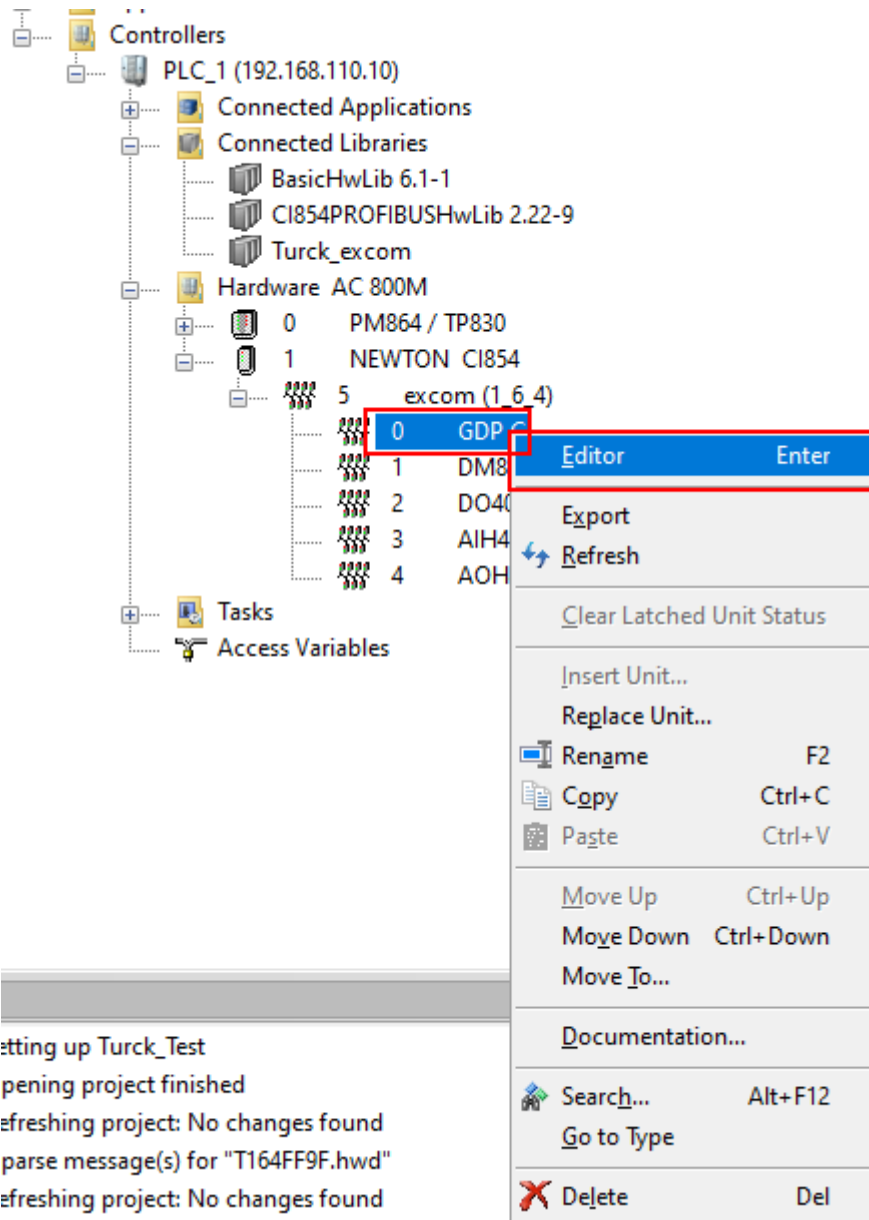 Controllers
PLC_1 (192.168.110.10)
Connected Applications
Connected Libraries
BasicHwLib 6.1-1
CI854PROFIBUSHwLib 2.22-9
Turck_excom
Hardware AC 800M
0 PM864 / TP830
1 NEWTON CI854
5 excom (1_6_4)
0 GDP
1 DM8
2 DO40
3 AIH4
4 AOH
Tasks
Access Variables
Editor Enter
Export
Refresh
Clear Latched Unit Status
Insert Unit...
Replace Unit...
Rename F2
Copy Ctrl+C
Paste Ctrl+V
Move Up Ctrl+Up
Move Down Ctrl+Down
Move To...
Documentation...
Search... Alt+F12
Go to Type
Delete Del
etting up Turck_Test
pening project finished
efreshing project: No changes found
parse message(s) for "T164FF9F.hwd"
efreshing project: No changes found